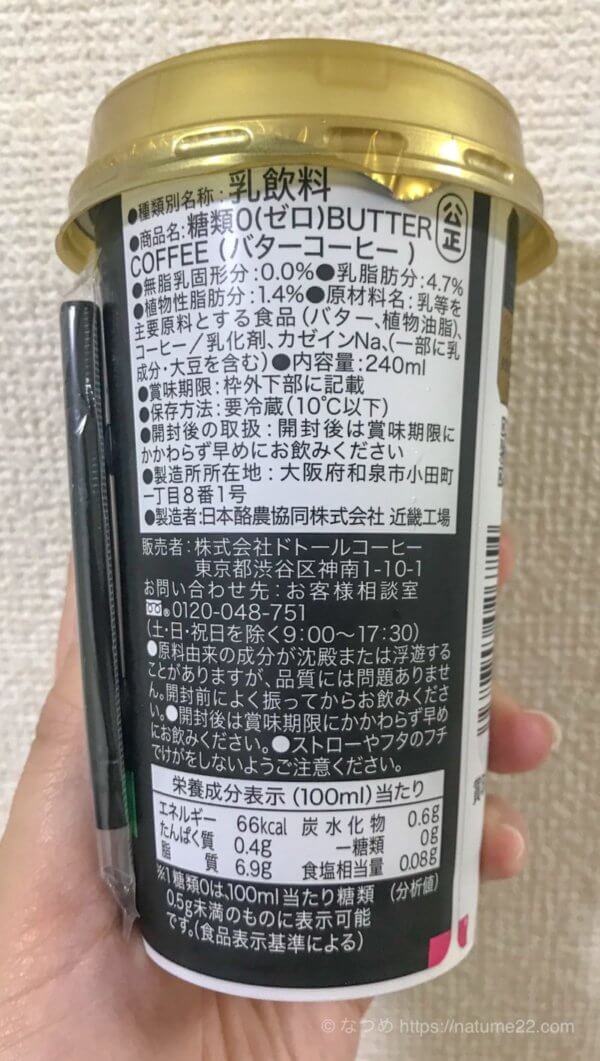 ●種類別名称:乳飲料
●商品名:糖類0(ゼロ)BUTTER
COFFEE (バターコーヒー)
公正
●無脂乳固形分:0.0%●乳脂肪分:4.7%
●植物性脂肪分:1.4%●原材料名:乳等を
主要原料とする食品(バター、植物油脂)、
コーヒー/乳化剤、カゼインNa、(一部に乳
成分・大豆を含む)●内容量:240ml
●賞味期限:枠外下部に記載
●保存方法:要冷蔵(10℃以下)
●開封後の取扱:開封後は賞味期限に
かかわらず早めにお飲みください
●製造所所在地:大阪府和泉市小田町
一丁目8番1号
●製造者:日本酪農協同株式会社 近畿工場
販売者:株式会社ドトールコーヒー
東京都渋谷区神南1-10-1
お問い合わせ先:お客様相談室
0120-048-751
(土・日・祝日を除く9:00〜17:30)
●原料由来の成分が沈殿または浮遊する
ことがありますが、品質には問題ありませ
ん。開封前によく振ってからお飲みくださ
い。●開封後は賞味期限にかかわらず早め
にお飲みください。●ストローやフタのフチ
でけがをしないようご注意ください。
栄養成分表示(100ml)当たり
エネルギー 66kcal 炭水化物 0.6g
たんぱく質 0.4g －糖類 0g
脂質 6.9g 食塩相当量 0.08g
(分析値)
※1糖類0は、100ml当たり糖類
0.5g未満のものに表示可能
です。(食品表示基準による)
© なつめ https://natume22.com